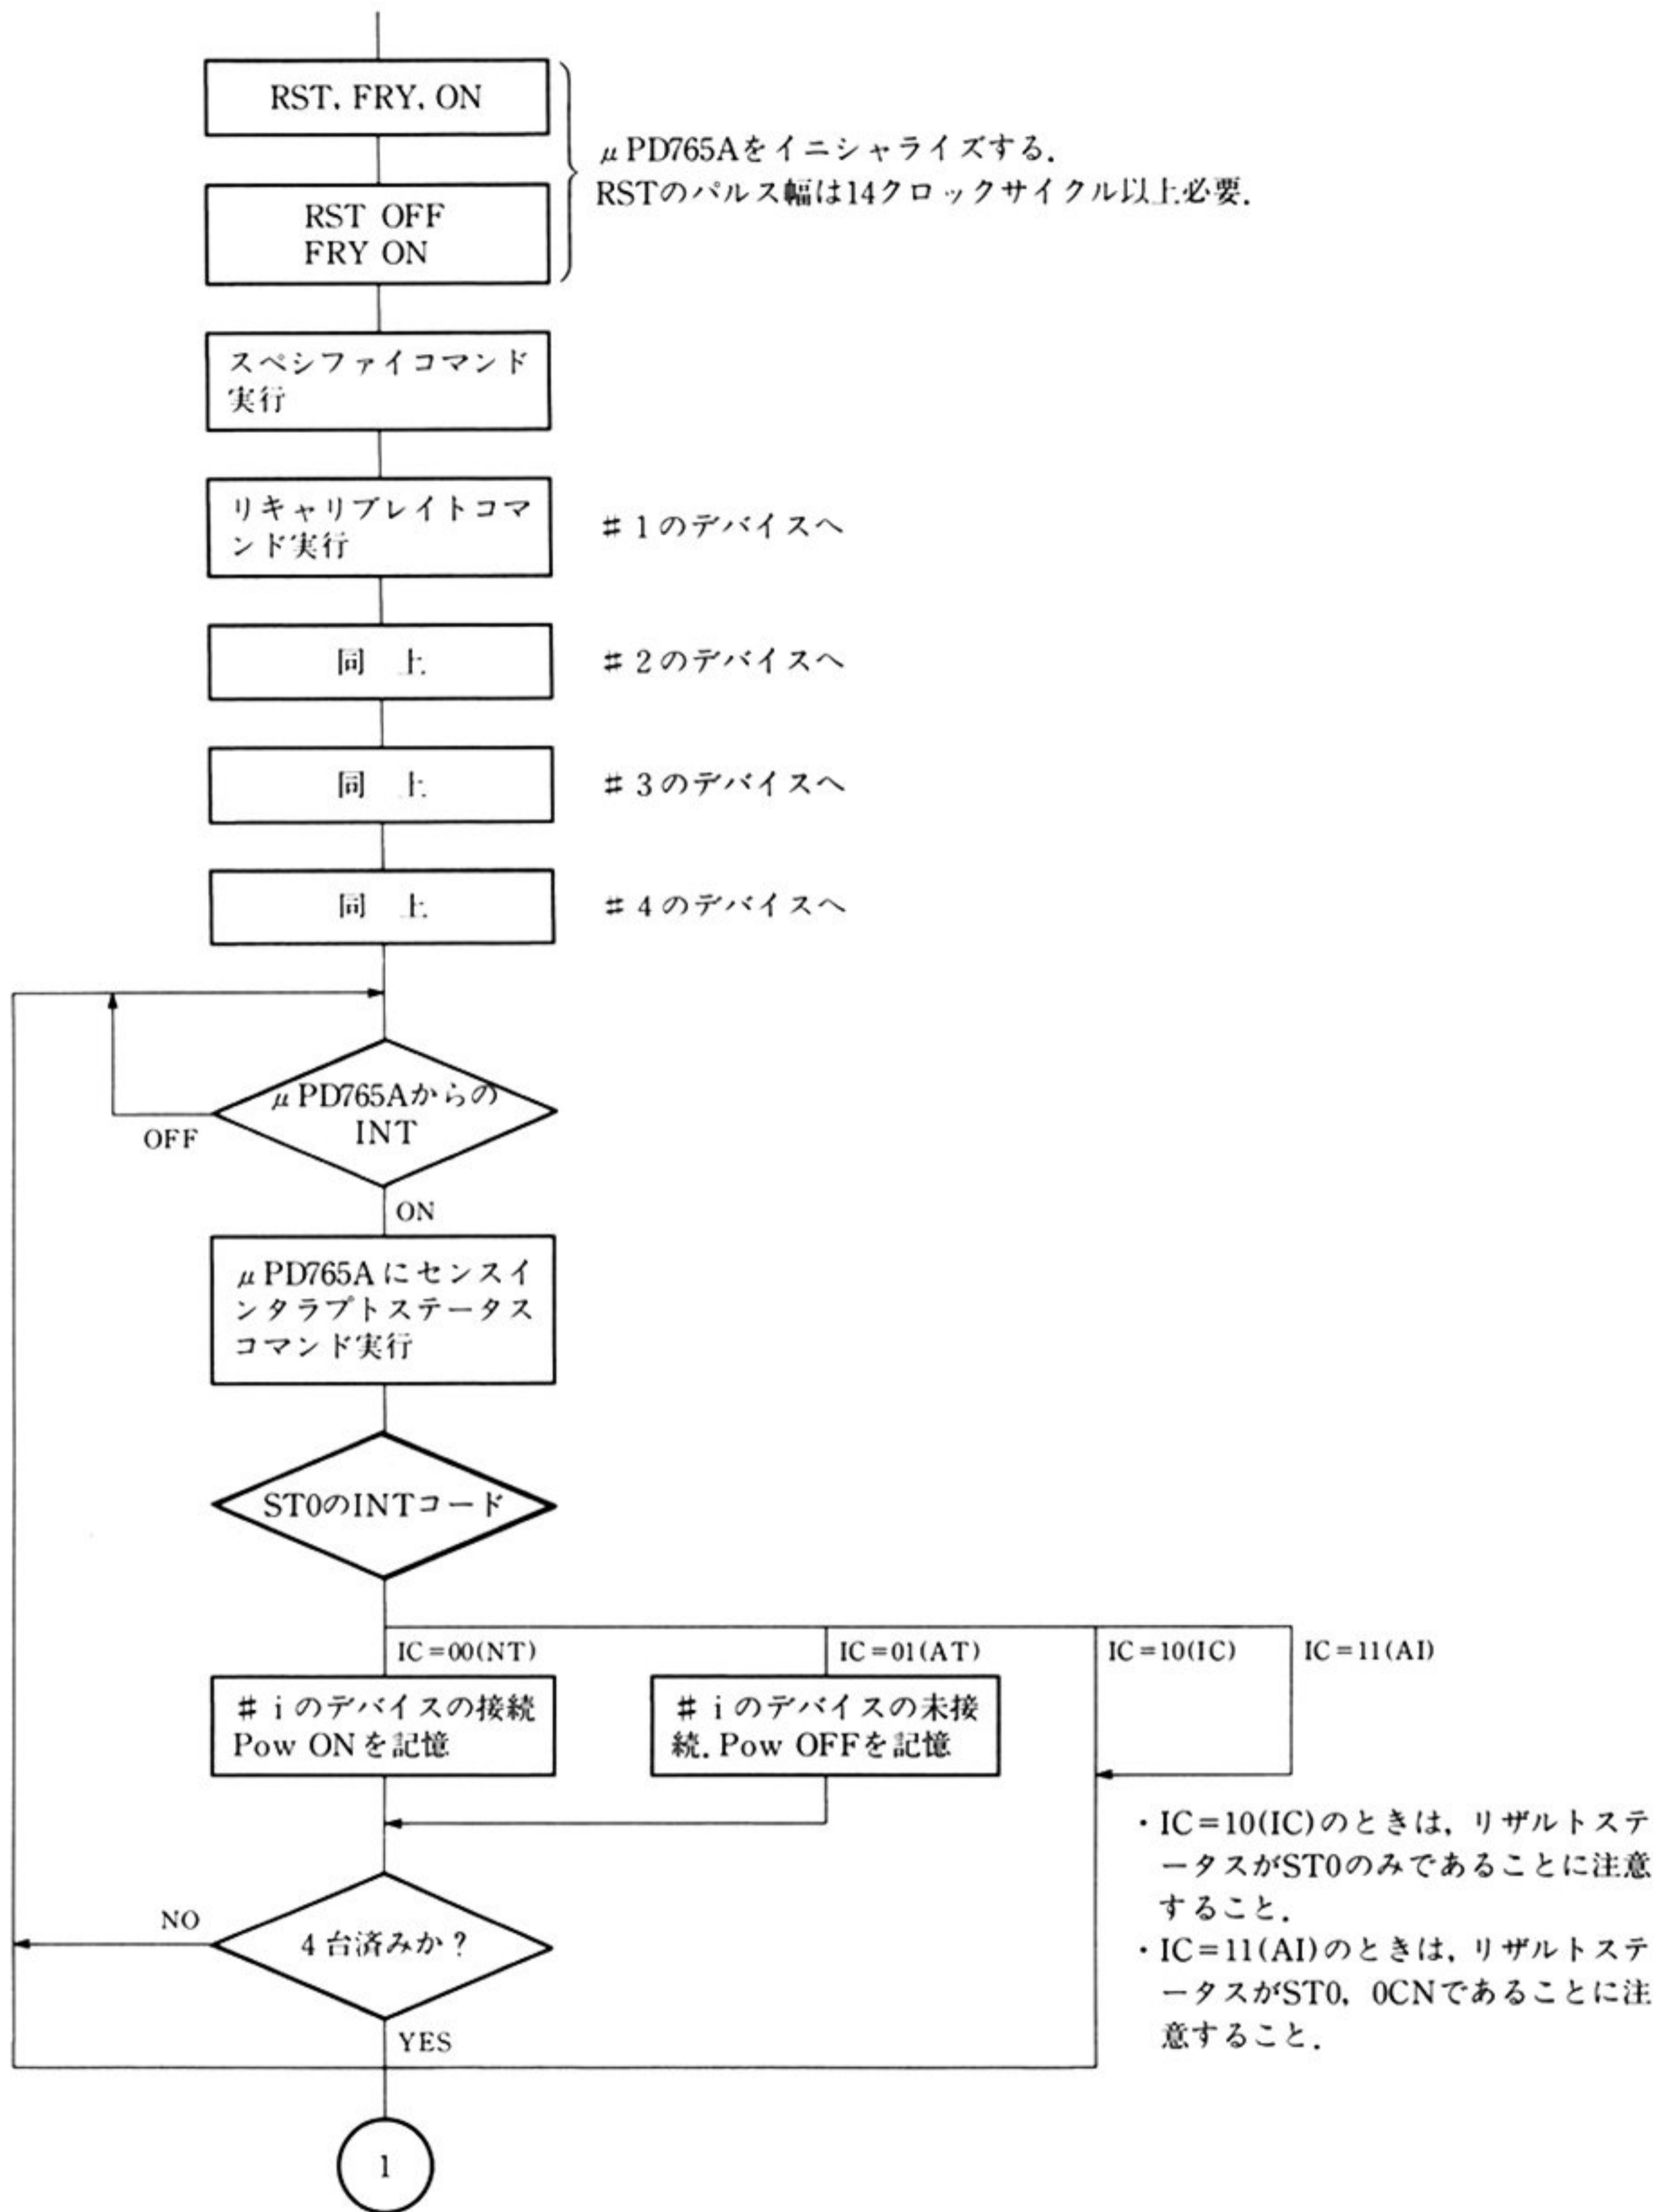 RST, FRY, ON
μPD765Aをイニシャライズする.
RSTのパルス幅は14クロックサイクル以上必要.
RST OFF
FRY ON
スペシファイコマンド
実行
リキャリブレイトコマ
ンド実行
#1のデバイスへ
同 上
#2のデバイスへ
同 上
#3のデバイスへ
同 上
#4のデバイスへ
μPD765Aからの
INT
OFF
ON
μPD765Aにセンスイ
ンタラプトステータス
コマンド実行
ST0のINTコード
IC=00(NT)
IC=01(AT)
IC=10(IC)
IC=11(AI)
#iのデバイスの接続
Pow ONを記憶
#iのデバイスの未接
続. Pow OFFを記憶
・IC=10(IC)のときは, リザルトステ
ータスがST0のみであることに注意
すること.
・IC=11(AI)のときは, リザルトステ
ータスがST0, 0CNであることに注
意すること.
4台済みか?
NO
YES
1